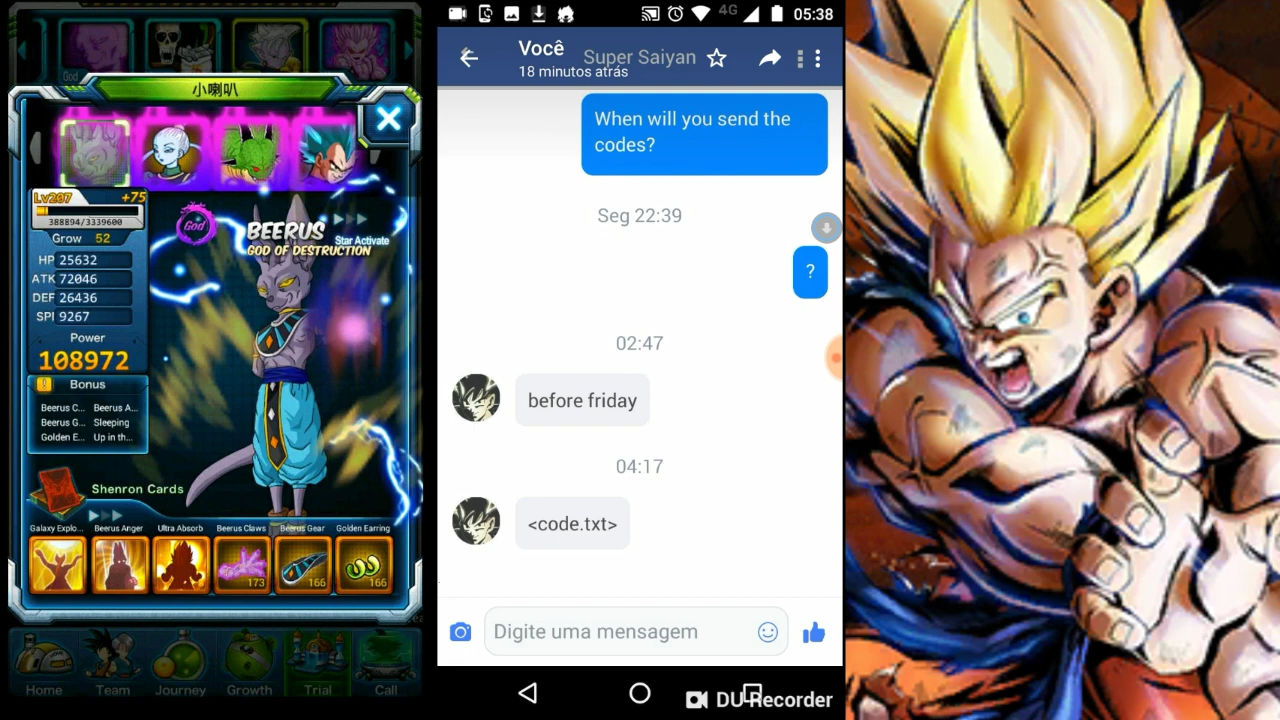 God
小喇叭
Lv207 +75
388894/3339600
Grow 52
HP 25632
ATK 72046
DEF 26436
SPI 9267
Power
108972
God
BEERUS
Star Activate
GOD OF DESTRUCTION
! Bonus
Beerus C... Beerus A...
Beerus G... Sleeping
Golden E... Up in th...
Shenron Cards
Galaxy Explo... Beerus Anger Ultra Absorb Beerus Claws Beerus Gear Golden Earring
173 166 166
Home Team Journey Growth Trial Call
4G 05:38
Você
Super Saiyan
18 minutos atrás
When will you send the
codes?
Seg 22:39
?
02:47
before friday
04:17
<code.txt>
Digite uma mensagem
DU Recorder